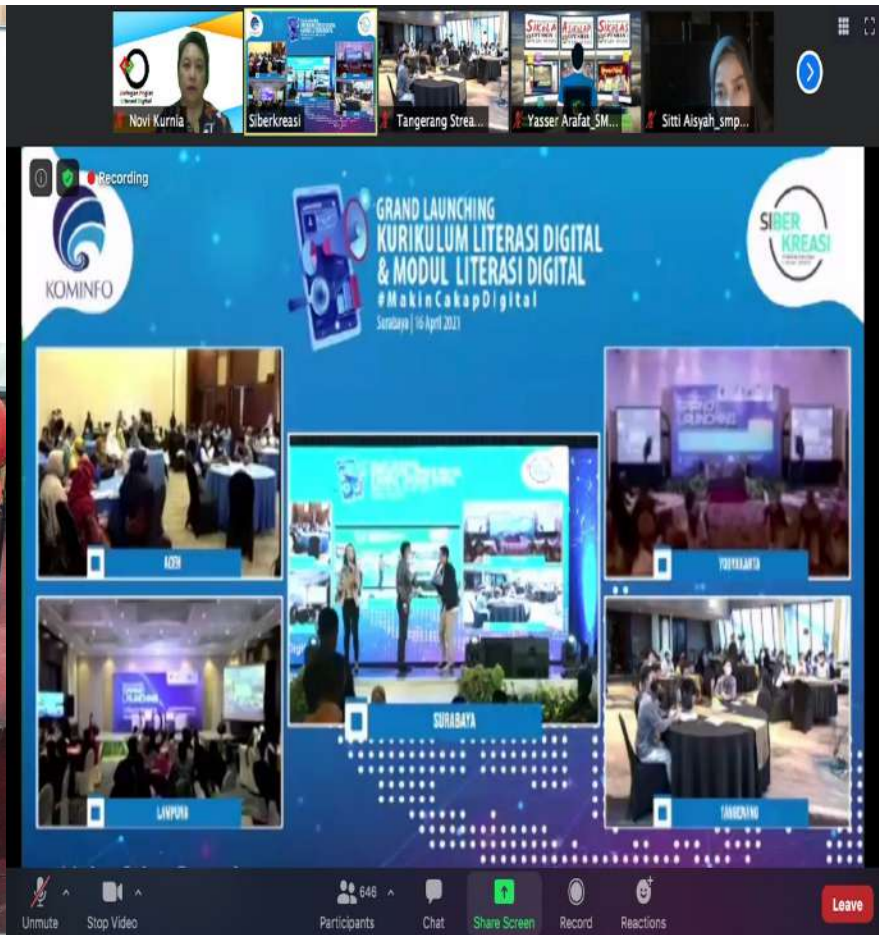 Novi Kurnia
Siberkreasi
Tangerang Strea...
Yasser Arafat_SM...
Sitti Aisyah_smp...
Recording
KOMINFO
GRAND LAUNCHING
KURIKULUM LITERASI DIGITAL
& MODUL LITERASI DIGITAL
#MakinCakapDigital
Surabaya | 16 April 2021
SIBER
KREASI
ACEH
YOGYAKARTA
SURABAYA
LAMPUNG
TANGERANG
Unmute
Stop Video
646
Participants
Chat
Share Screen
Record
Reactions
Leave